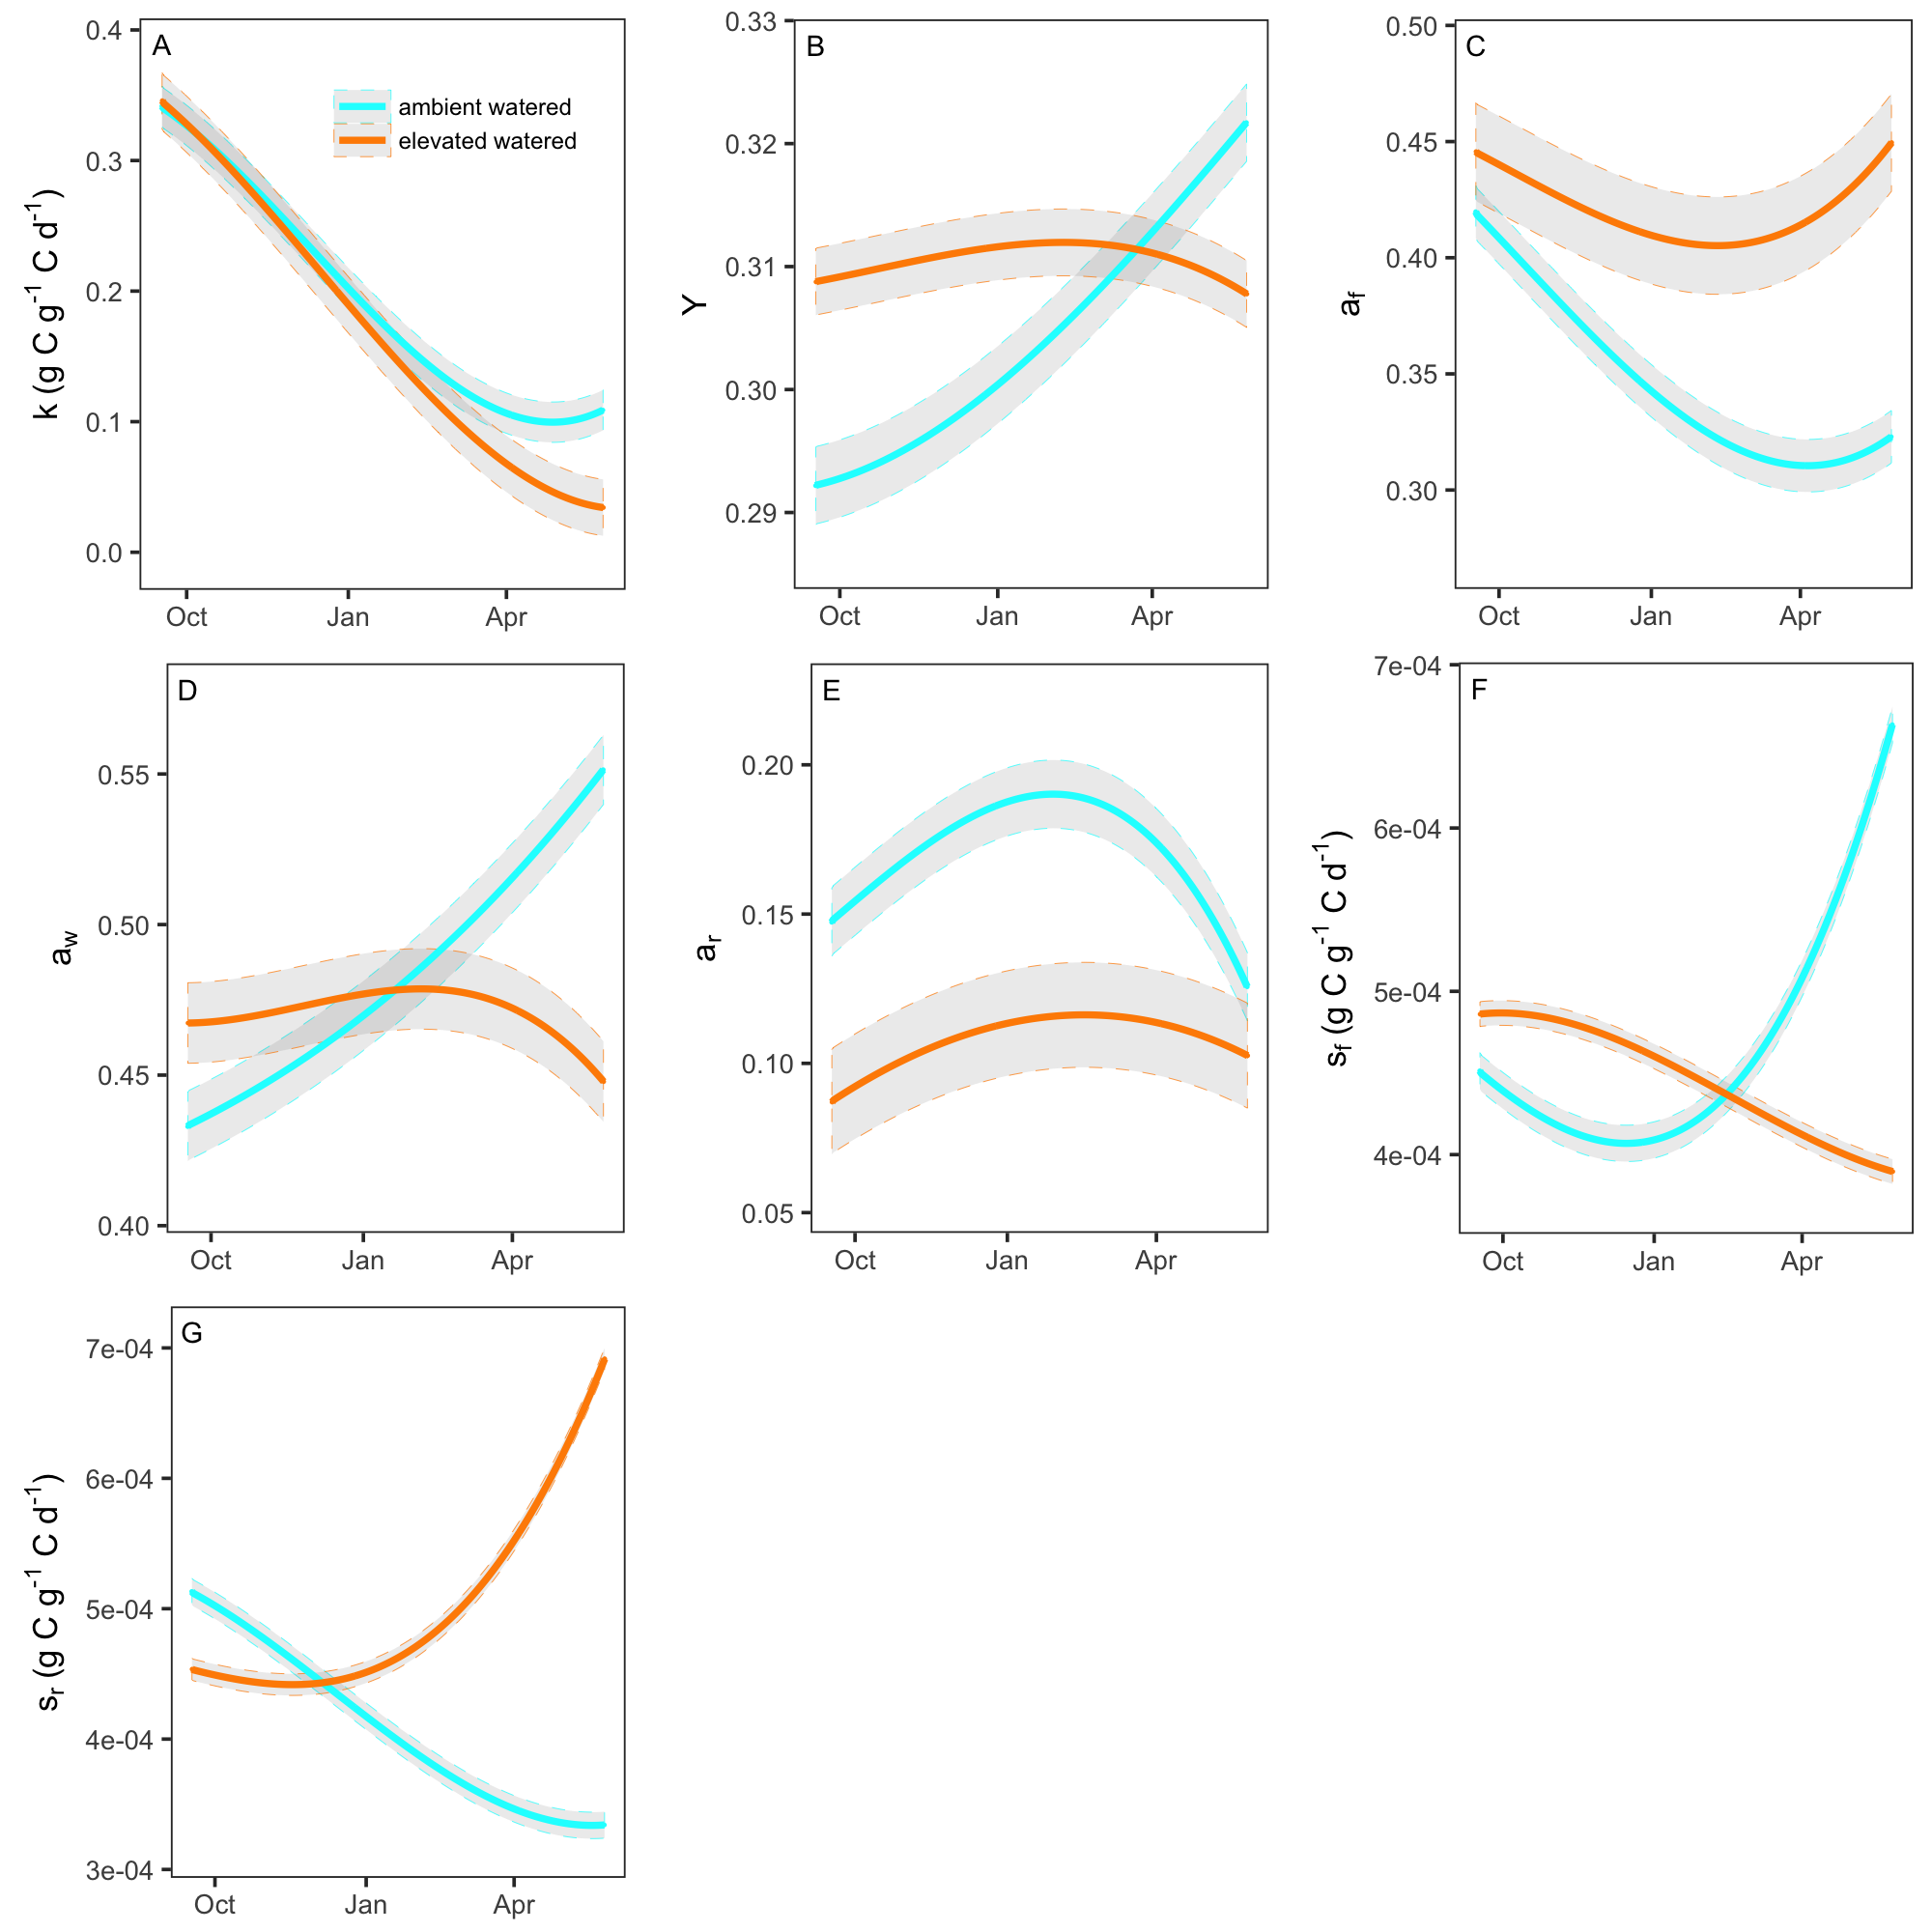 A
ambient watered
elevated watered
k (g C g⁻¹ C d⁻¹)
0.4
0.3
0.2
0.1
0.0
Oct Jan Apr
B
Y
0.33
0.32
0.31
0.30
0.29
Oct Jan Apr
C
af
0.50
0.45
0.40
0.35
0.30
Oct Jan Apr
D
aw
0.55
0.50
0.45
0.40
Oct Jan Apr
E
ar
0.20
0.15
0.10
0.05
Oct Jan Apr
F
sf (g C g⁻¹ C d⁻¹)
7e-04
6e-04
5e-04
4e-04
Oct Jan Apr
G
sr (g C g⁻¹ C d⁻¹)
7e-04
6e-04
5e-04
4e-04
3e-04
Oct Jan Apr